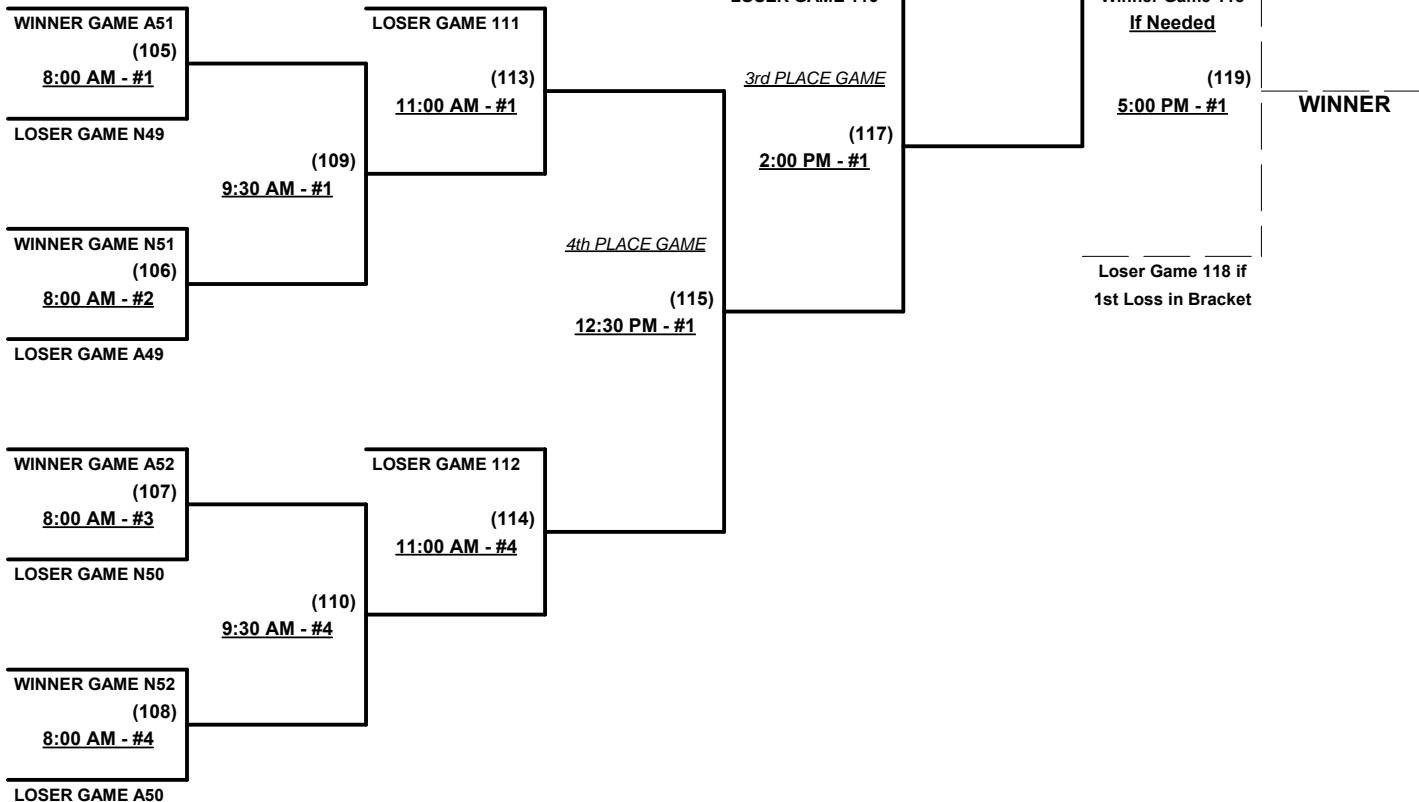 WINNER GAME A51
(105)
8:00 AM - #1
LOSER GAME N49
(109)
9:30 AM - #1
WINNER GAME N51
(106)
8:00 AM - #2
LOSER GAME A49
WINNER GAME A52
(107)
8:00 AM - #3
LOSER GAME N50
(110)
9:30 AM - #4
WINNER GAME N52
(108)
8:00 AM - #4
LOSER GAME A50
LOSER GAME 111
(113)
11:00 AM - #1
LOSER GAME 112
(114)
11:00 AM - #4
4th PLACE GAME
(115)
12:30 PM - #1
LOSER GAME
3rd PLACE GAME
(117)
2:00 PM - #1
Winner Game
If Needed
(119)
5:00 PM - #1
Loser Game 118 if
1st Loss in Bracket
WINNER